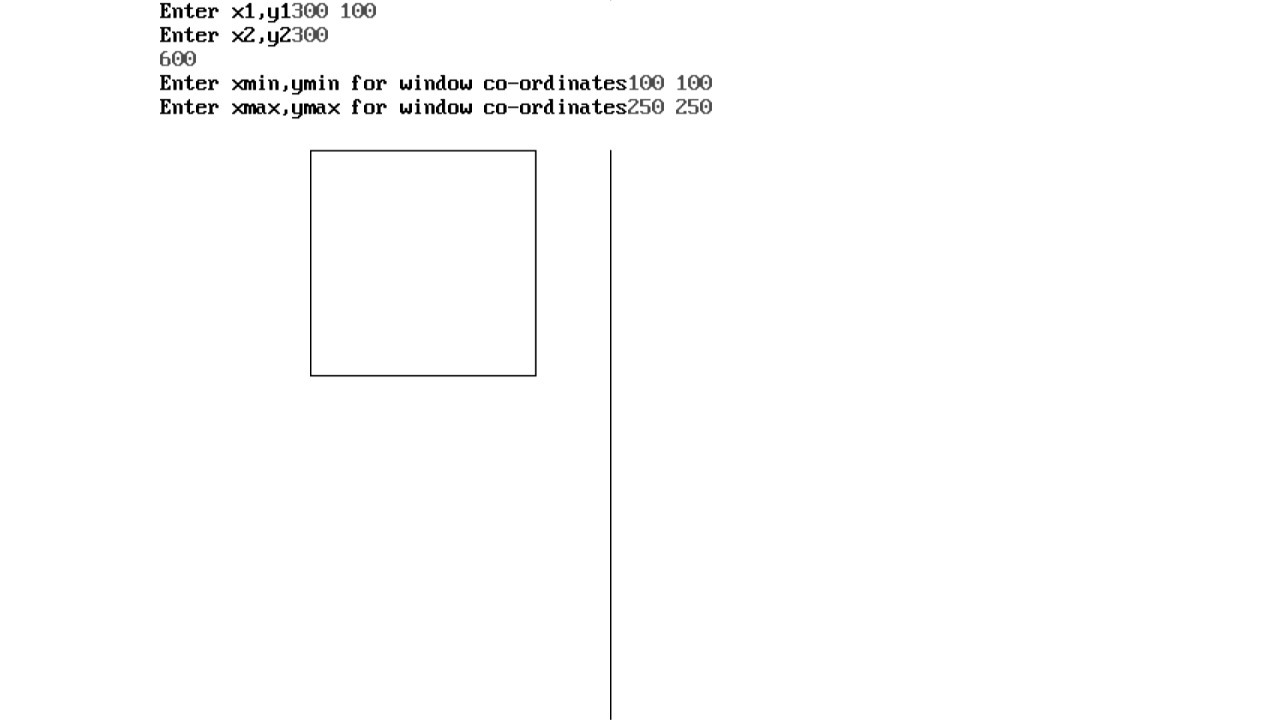 Enter x1,y1300 100
Enter x2,y2300
600
Enter xmin,ymin for window co-ordinates100 100
Enter xmax,ymax for window co-ordinates250 250